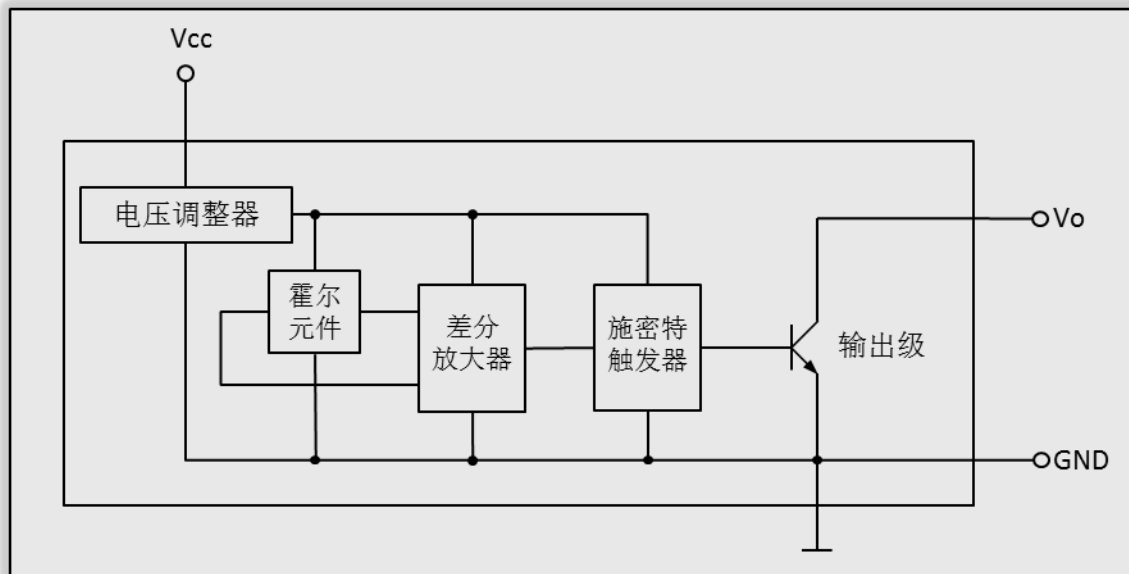 Vcc
电压调整器
霍尔
元件
差分
放大器
施密特
触发器
输出级
Vo
GND